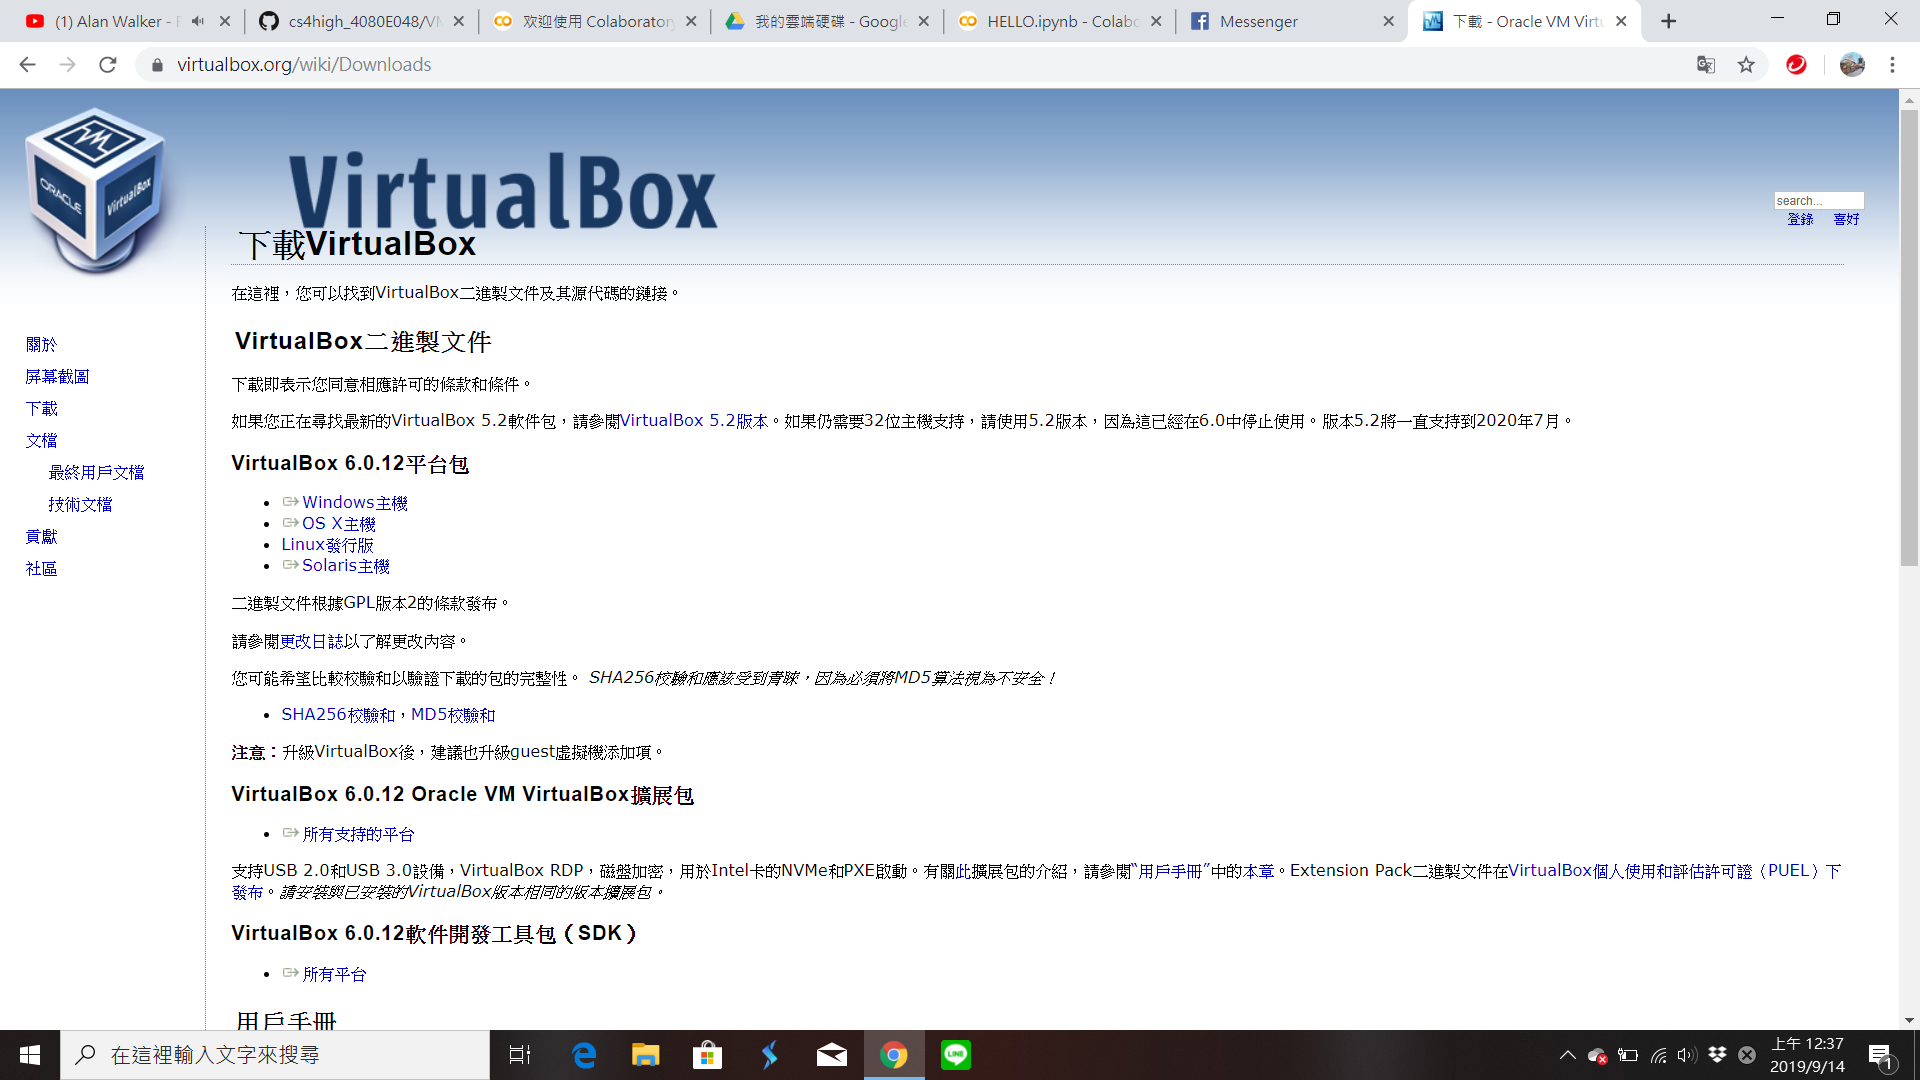 (1) Alan Walker - F
cs4high_4080E048/VM
欢迎使用 Colaboratory
我的雲端硬碟 - Google
HELLO.ipynb - Colabo
Messenger
下載 - Oracle VM Virtu
virtualbox.org/wiki/Downloads
ORACLE
VirtualBox
VirtualBox
search...
登錄 喜好
下載VirtualBox
在這裡，您可以找到VirtualBox二進製文件及其源代碼的鏈接。
關於
屏幕截圖
下載
文檔
最終用戶文檔
技術文檔
貢獻
社區
VirtualBox二進製文件
下載即表示您同意相應許可的條款和條件。
如果您正在尋找最新的VirtualBox 5.2軟件包，請參閱VirtualBox 5.2版本。如果仍需要32位主機支持，請使用5.2版本，因為這已經在6.0中停止使用。版本5.2將一直支持到2020年7月。
VirtualBox 6.0.12平台包
Windows主機
OS X主機
Linux發行版
Solaris主機
二進製文件根據GPL版本2的條款發布。
請參閱更改日誌以了解更改內容。
您可能希望比較校驗和以驗證下載的包的完整性。 SHA256校驗和應該受到青睞，因為必須將MD5算法視為不安全！
SHA256校驗和，MD5校驗和
注意：升級VirtualBox後，建議也升級guest虛擬機添加項。
VirtualBox 6.0.12 Oracle VM VirtualBox擴展包
所有支持的平台
支持USB 2.0和USB 3.0設備，VirtualBox RDP，磁盤加密，用於Intel卡的NVMe和PXE啟動。有關此擴展包的介紹，請參閱“用戶手冊”中的本章。Extension Pack二進製文件在VirtualBox個人使用和評估許可證（PUEL）下
發布。請安裝與已安裝的VirtualBox版本相同的版本擴展包。
VirtualBox 6.0.12軟件開發工具包（SDK）
所有平台
用戶手冊
在這裡輸入文字來搜尋
LINE
上午 12:37
2019/9/14
1